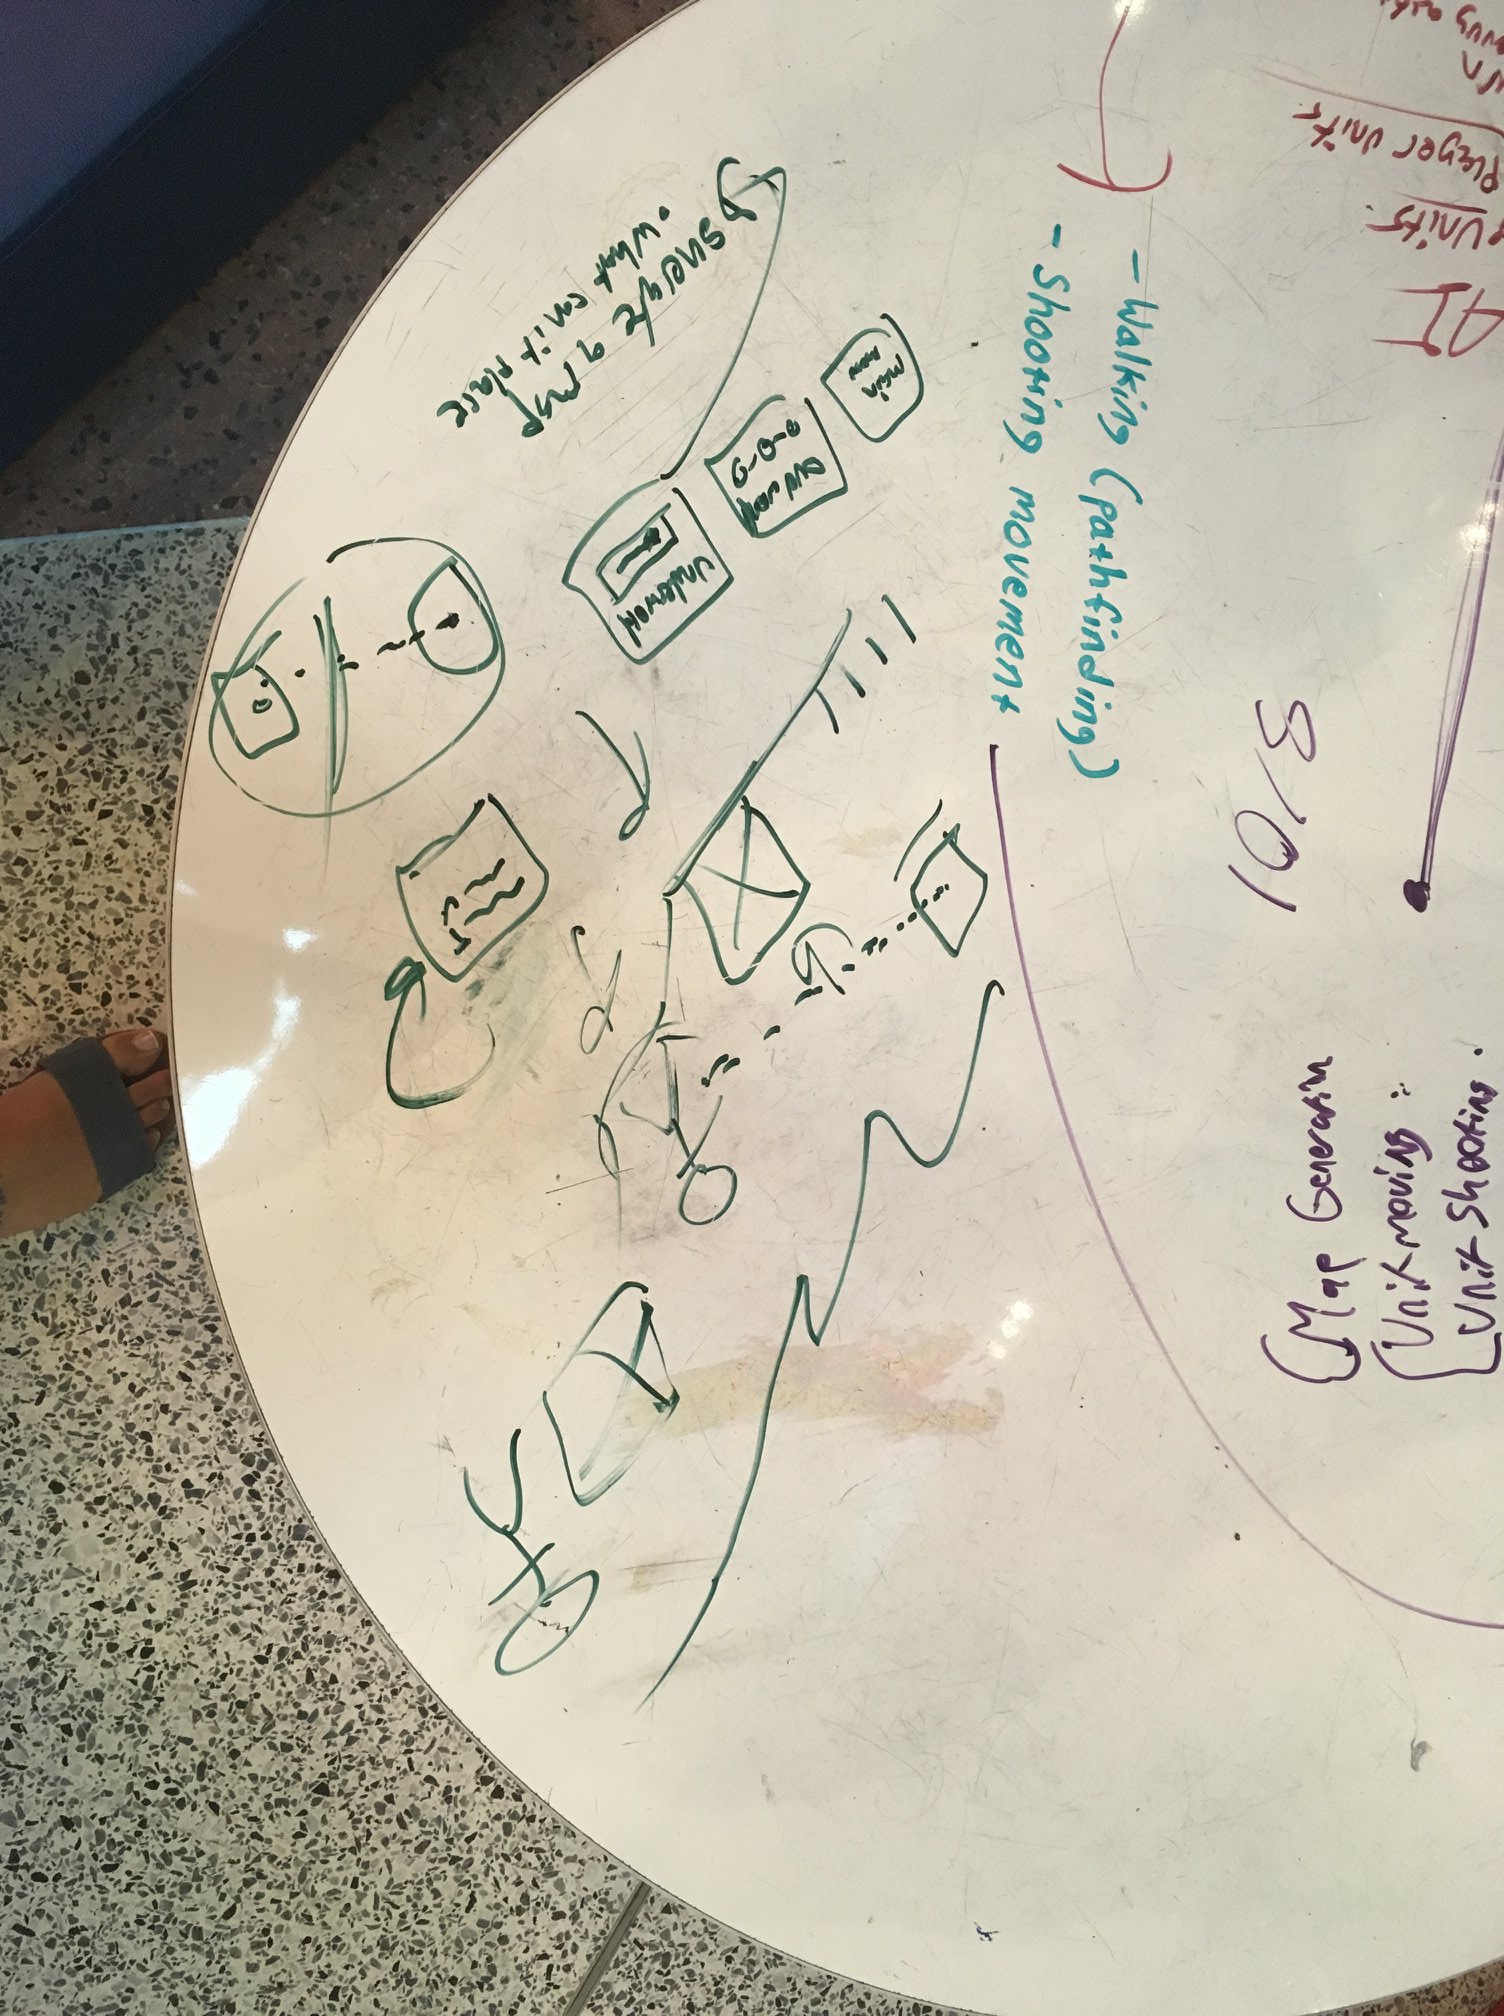 AI
Units
Player Units
- Walking (pathfinding)
- Shooting movement
main
menu
overworld
underworld
generate a map
. what can it place
10/8
Map Generation
Unit moving
Unit Shooting.